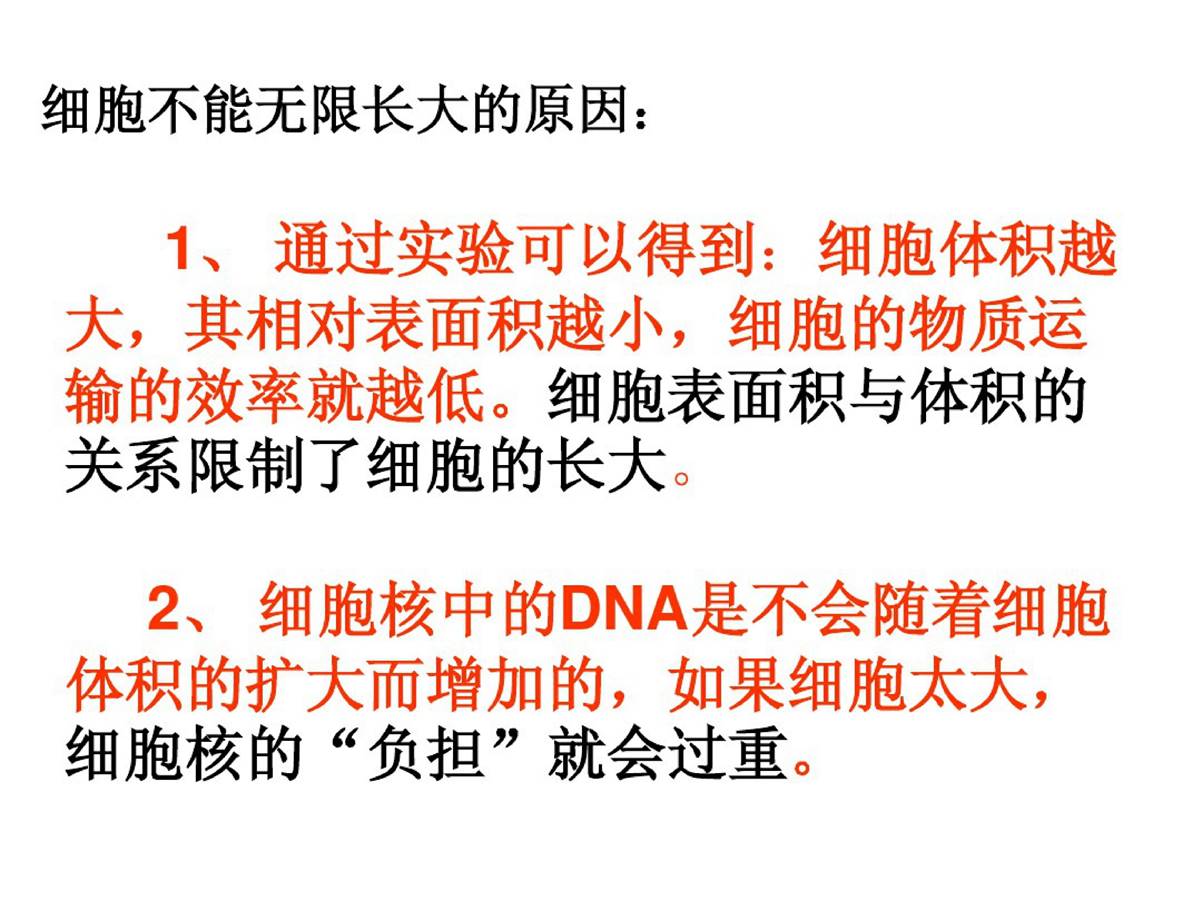 细胞不能无限长大的原因：
1、 通过实验可以得到：细胞体积越
大，其相对表面积越小，细胞的物质运
输的效率就越低。细胞表面积与体积的
关系限制了细胞的长大。
2、 细胞核中的DNA是不会随着细胞
体积的扩大而增加的，如果细胞太大，
细胞核的“负担”就会过重。